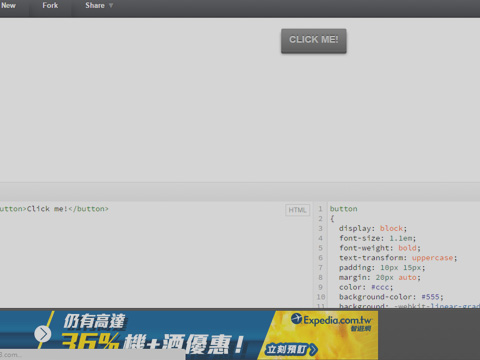 New Fork Share
CLICK ME!
utton>Click me!</button>
HTML
1 button
2 {
3 display: block;
4 font-size: 1.1em;
5 font-weight: bold;
6 text-transform: uppercase;
7 padding: 10px 15px;
8 margin: 20px auto;
9 color: #ccc;
10 background-color: #555;
11 background: -webkit-linear-grad
仍有高達
36%機+酒優惠！
Expedia.com.tw
智遊網
立刻預訂